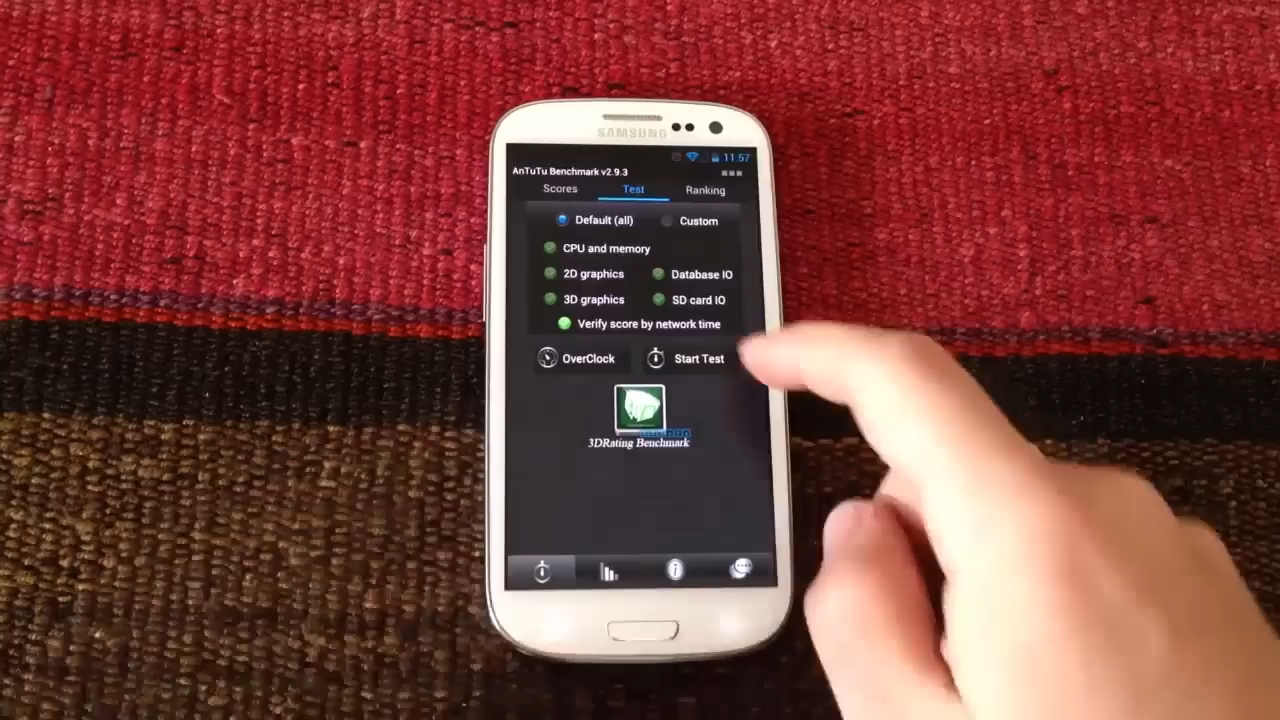 SAMSUNG
11:57
AnTuTu Benchmark v2.9.3
Scores Test Ranking
Default (all) Custom
CPU and memory
2D graphics Database IO
3D graphics SD card IO
Verify score by network time
OverClock Start Test
3DRating Benchmark